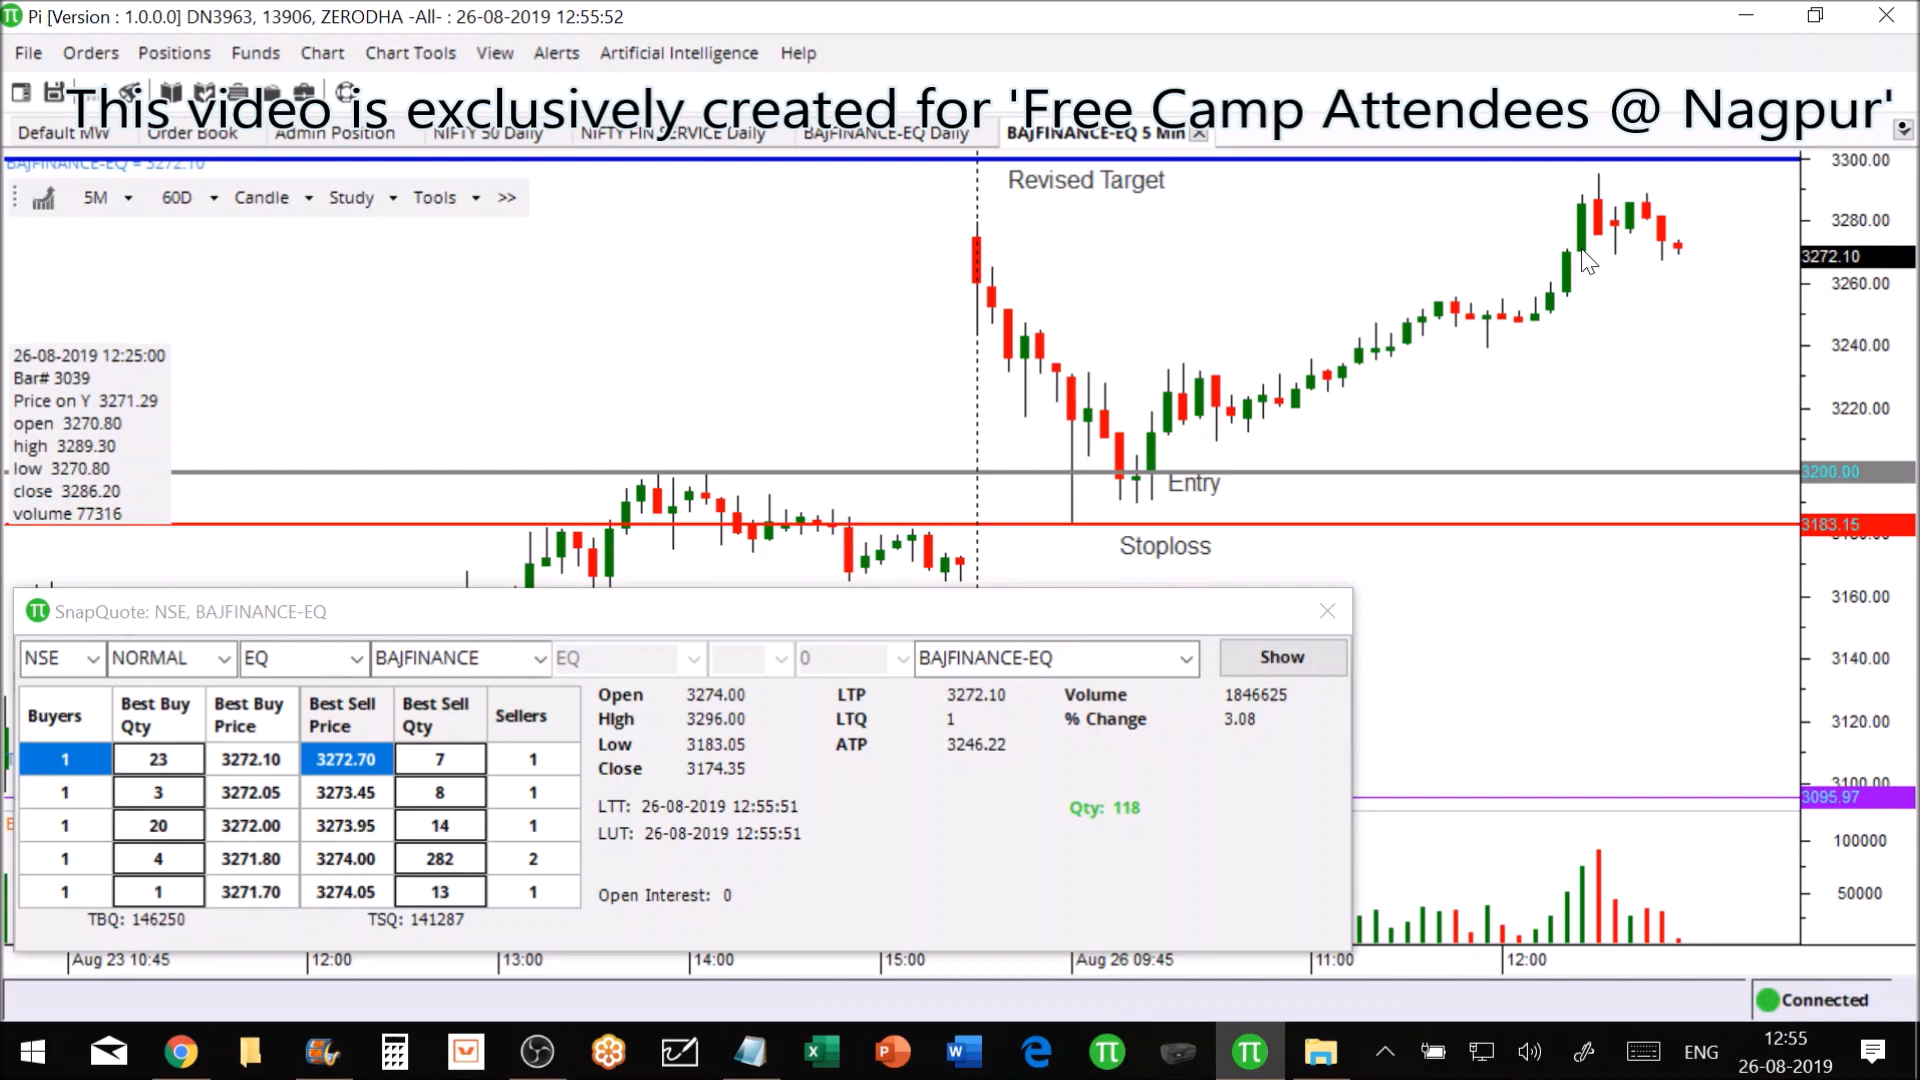 Pi [Version : 1.0.0.0] DN3963, 13906, ZERODHA -All- : 26-08-2019 12:55:52
File Orders Positions Funds Chart Chart Tools View Alerts Artificial Intelligence Help
This video is exclusively created for 'Free Camp Attendees @ Nagpur'
Default MW Order Book Admin Position NIFTY 50 Daily NIFTY FIN SERVICE Daily BAJFINANCE-EQ Daily BAJFINANCE-EQ 5 Min
BAJFINANCE-EQ = 3272.10
5M 60D Candle Study Tools >>
Revised Target
3300.00
3280.00
3272.10
3260.00
3240.00
3220.00
3200.00
3183.15
3160.00
3140.00
3120.00
3100.00
3095.97
100000
50000
26-08-2019 12:25:00
Bar# 3039
Price on Y 3271.29
open 3270.80
high 3289.30
low 3270.80
close 3286.20
volume 77316
Entry
Stoploss
SnapQuote: NSE, BAJFINANCE-EQ
NSE NORMAL EQ BAJFINANCE EQ 0 BAJFINANCE-EQ Show
Buyers Best Buy Qty Best Buy Price Best Sell Price Best Sell Qty Sellers
1 23 3272.10 3272.70 7 1
1 3 3272.05 3273.45 8 1
1 20 3272.00 3273.95 14 1
1 4 3271.80 3274.00 282 2
1 1 3271.70 3274.05 13 1
TBQ: 146250 TSQ: 141287
Open 3274.00 LTP 3272.10 Volume 1846625
High 3296.00 LTQ 1 % Change 3.08
Low 3183.05 ATP 3246.22
Close 3174.35
LTT: 26-08-2019 12:55:51
Qty: 118
LUT: 26-08-2019 12:55:51
Open Interest: 0
Aug 23 10:45 12:00 13:00 14:00 15:00 Aug 26 09:45 11:00 12:00
Connected
ENG
12:55
26-08-2019